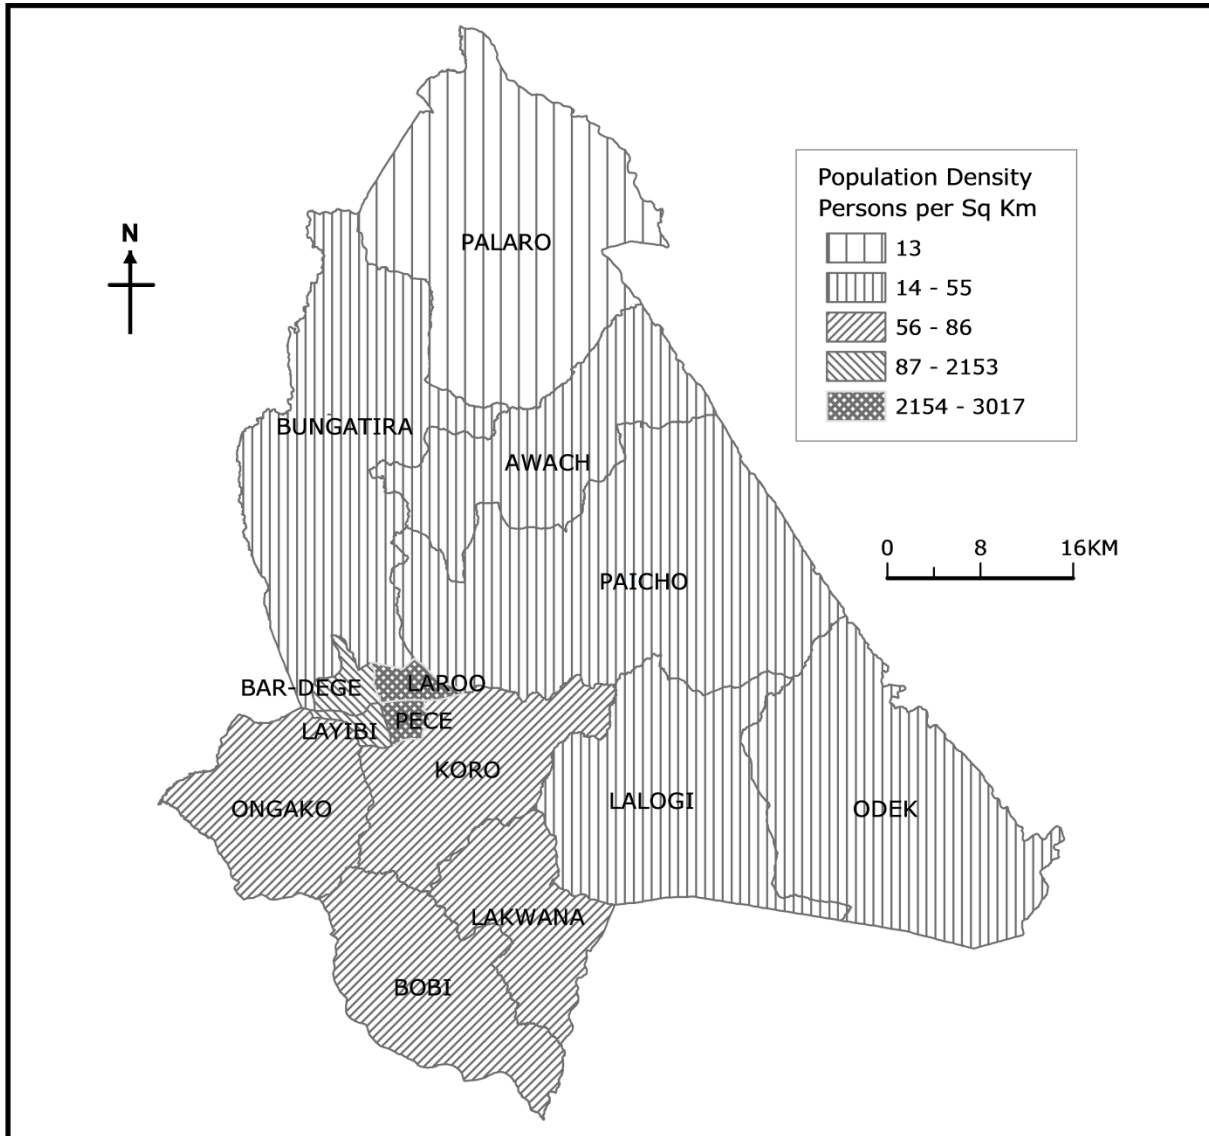 N
PALARO
BUNGATIRA
AWACH
PAICHO
BAR-DEGE
LAROO
LAYIBI
PECE
KORO
ONGAKO
LALOGI
ODEK
LAKWANA
BOBI
Population Density
Persons per Sq Km
13
14 - 55
56 - 86
87 - 2153
2154 - 3017
0 8 16KM